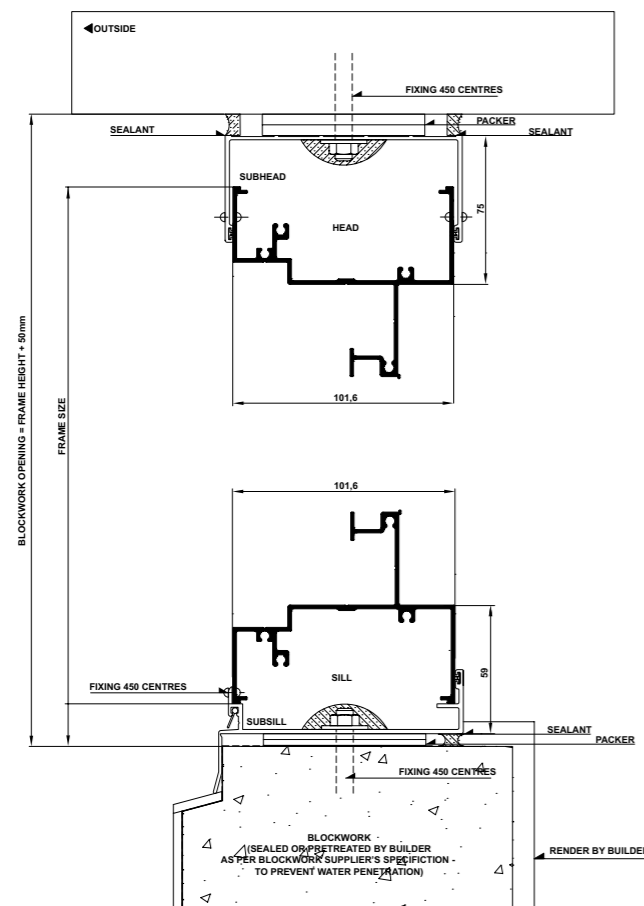 OUTSIDE
FIXING 450 CENTRES
PACKER
SEALANT
SEALANT
SUBHEAD
HEAD
75
BLOCKWORK OPENING = FRAME HEIGHT + 50mm
FRAME SIZE
101,6
101,6
SILL
59
FIXING 450 CENTRES
SUBSILL
SEALANT
PACKER
FIXING 450 CENTRES
BLOCKWORK
(SEALED OR PRETREATED BY BUILDER
AS PER BLOCKWORK SUPPLIER'S SPECIFICTION -
TO PREVENT WATER PENETRATION)
RENDER BY BUILDER